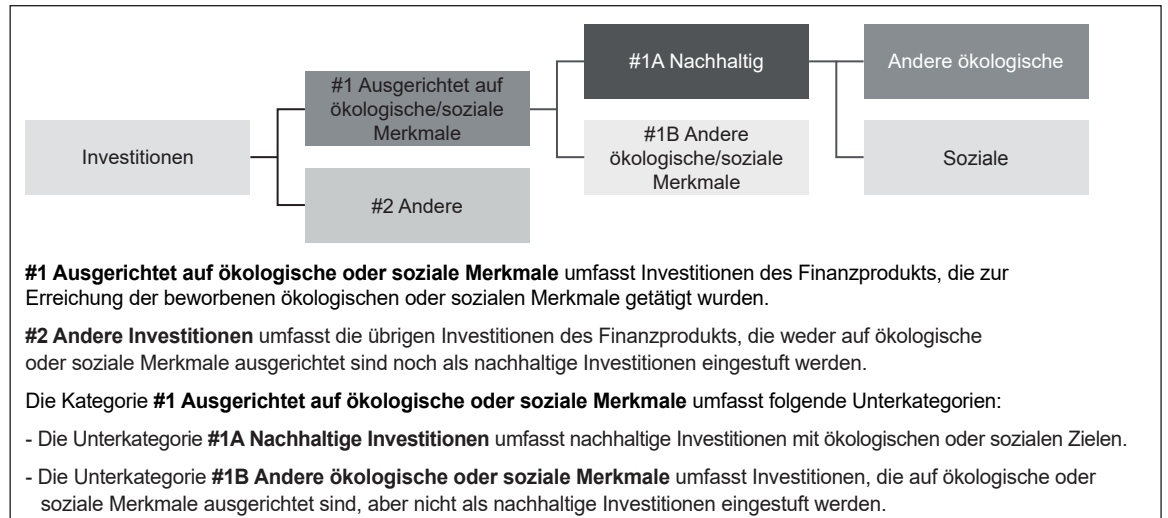 #1A Nachhaltig
Andere ökologische
#1 Ausgerichtet auf
ökologische/soziale
Merkmale
Investitionen
#1B Andere
ökologische/soziale
Merkmale
Soziale
#2 Andere
#1 Ausgerichtet auf ökologische oder soziale Merkmale umfasst Investitionen des Finanzprodukts, die zur
Erreichung der beworbenen ökologischen oder sozialen Merkmale getätigt wurden.
#2 Andere Investitionen umfasst die übrigen Investitionen des Finanzprodukts, die weder auf ökologische
oder soziale Merkmale ausgerichtet sind noch als nachhaltige Investitionen eingestuft werden.
Die Kategorie #1 Ausgerichtet auf ökologische oder soziale Merkmale umfasst folgende Unterkategorien:
- Die Unterkategorie #1A Nachhaltige Investitionen umfasst nachhaltige Investitionen mit ökologischen oder sozialen Zielen.
- Die Unterkategorie #1B Andere ökologische oder soziale Merkmale umfasst Investitionen, die auf ökologische oder
soziale Merkmale ausgerichtet sind, aber nicht als nachhaltige Investitionen eingestuft werden.